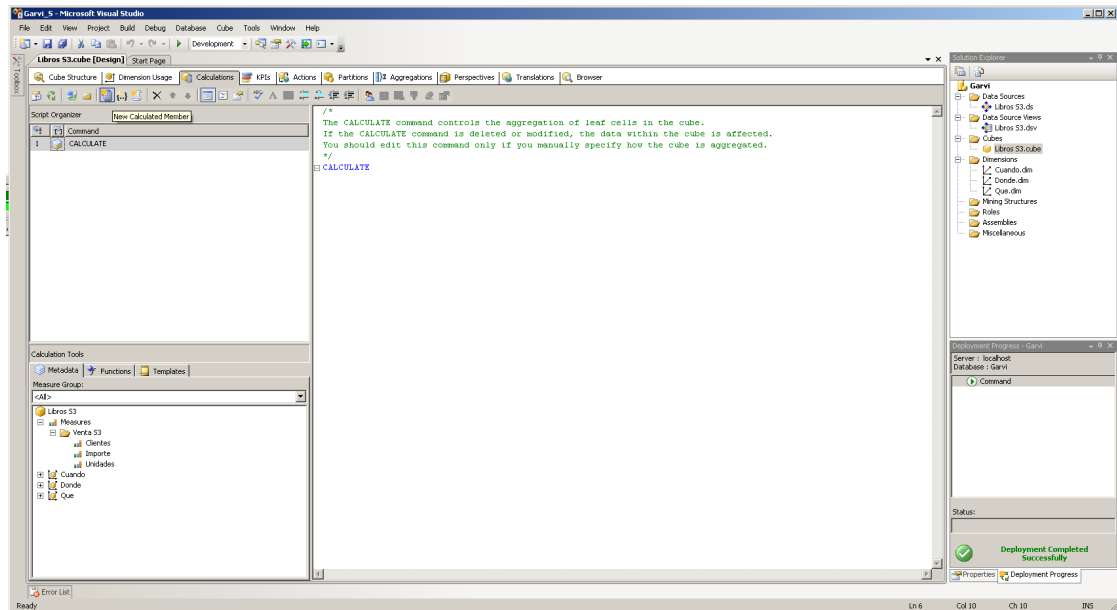 Garvi_S - Microsoft Visual Studio
File Edit View Project Build Debug Database Cube Tools Window Help
Development
Libros S3.cube [Design] Start Page
Cube Structure Dimension Usage Calculations KPIs Actions Partitions Aggregations Perspectives Translations Browser
Toolbox
Script Organizer
New Calculated Member
Command
1 CALCULATE
/*
The CALCULATE command controls the aggregation of leaf cells in the cube.
If the CALCULATE command is deleted or modified, the data within the cube is affected.
You should edit this command only if you manually specify how the cube is aggregated.
*/
CALCULATE
Calculation Tools
Metadata Functions Templates
Measure Group:
<All>
Libros S3
Measures
Venta S3
Clientes
Importe
Unidades
Cuando
Donde
Que
Solution Explorer
Garvi
Data Sources
Libros S3.ds
Data Source Views
Libros S3.dsv
Cubes
Libros S3.cube
Dimensions
Cuando.dim
Donde.dim
Que.dim
Mining Structures
Roles
Assemblies
Miscellaneous
Deployment Progress - Garvi
Server : localhost
Database : Garvi
Command
Status:
Deployment Completed
Successfully
Properties Deployment Progress
Error List
Ready Ln 6 Col 10 Ch 10 INS